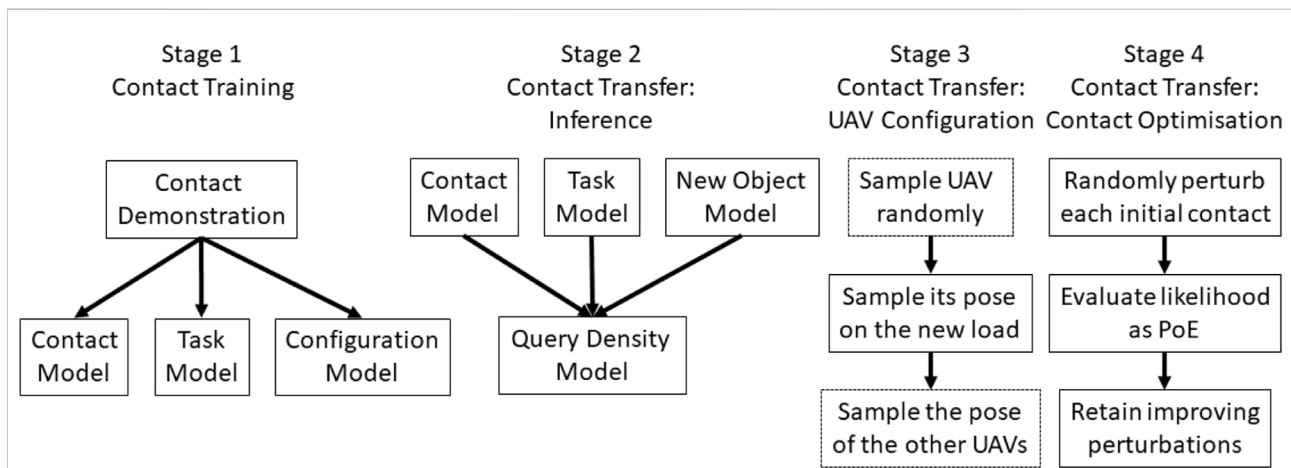 Stage 1
Contact Training
Contact
Demonstration
Contact
Model
Task
Model
Configuration
Model
Stage 2
Contact Transfer:
Inference
Contact
Model
Task
Model
New Object
Model
Query Density
Model
Stage 3
Contact Transfer:
UAV Configuration
Sample UAV
randomly
Sample its pose
on the new load
Sample the pose
of the other UAVs
Stage 4
Contact Transfer:
Contact Optimisation
Randomly perturb
each initial contact
Evaluate likelihood
as PoE
Retain improving
perturbations